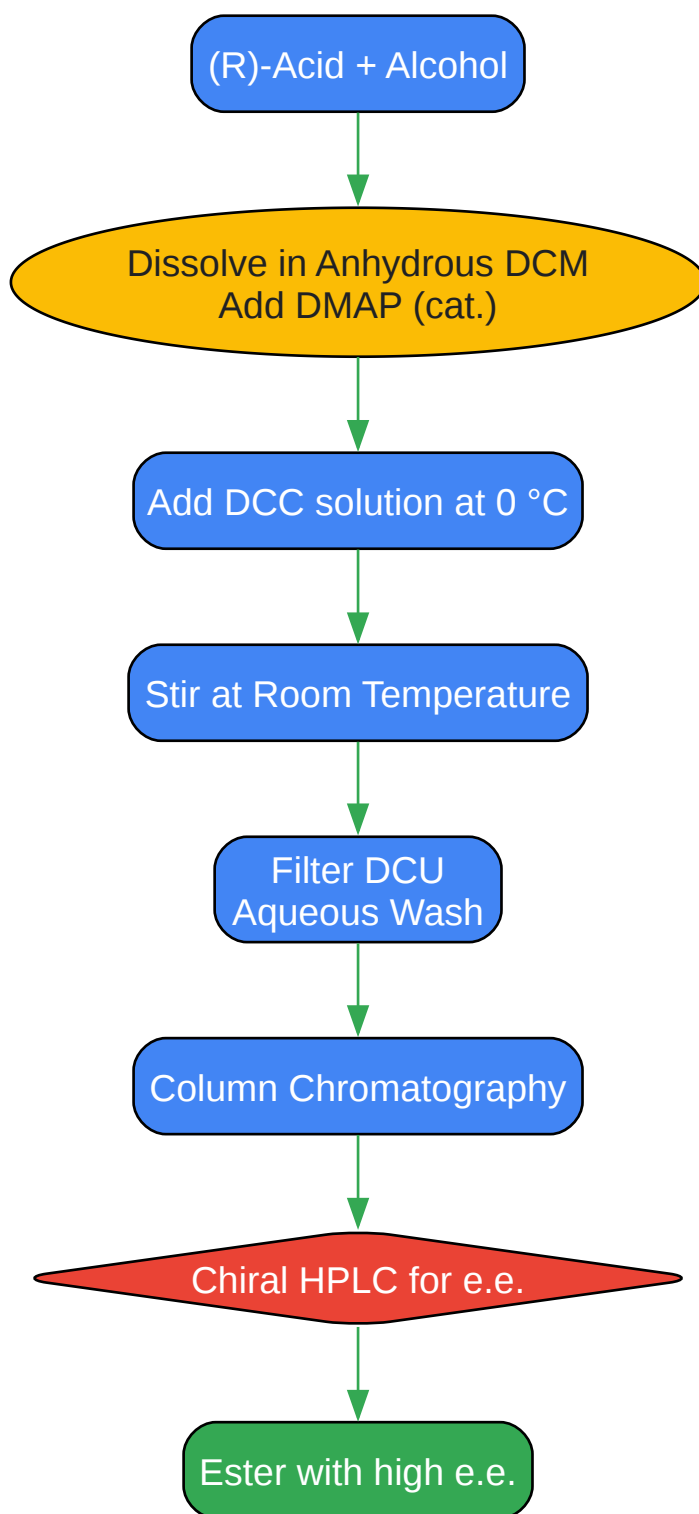 (R)-Acid + Alcohol
Dissolve in Anhydrous DCM
Add DMAP (cat.)
Add DCC solution at 0 °C
Stir at Room Temperature
Filter DCU
Aqueous Wash
Column Chromatography
Chiral HPLC for e.e.
Ester with high e.e.